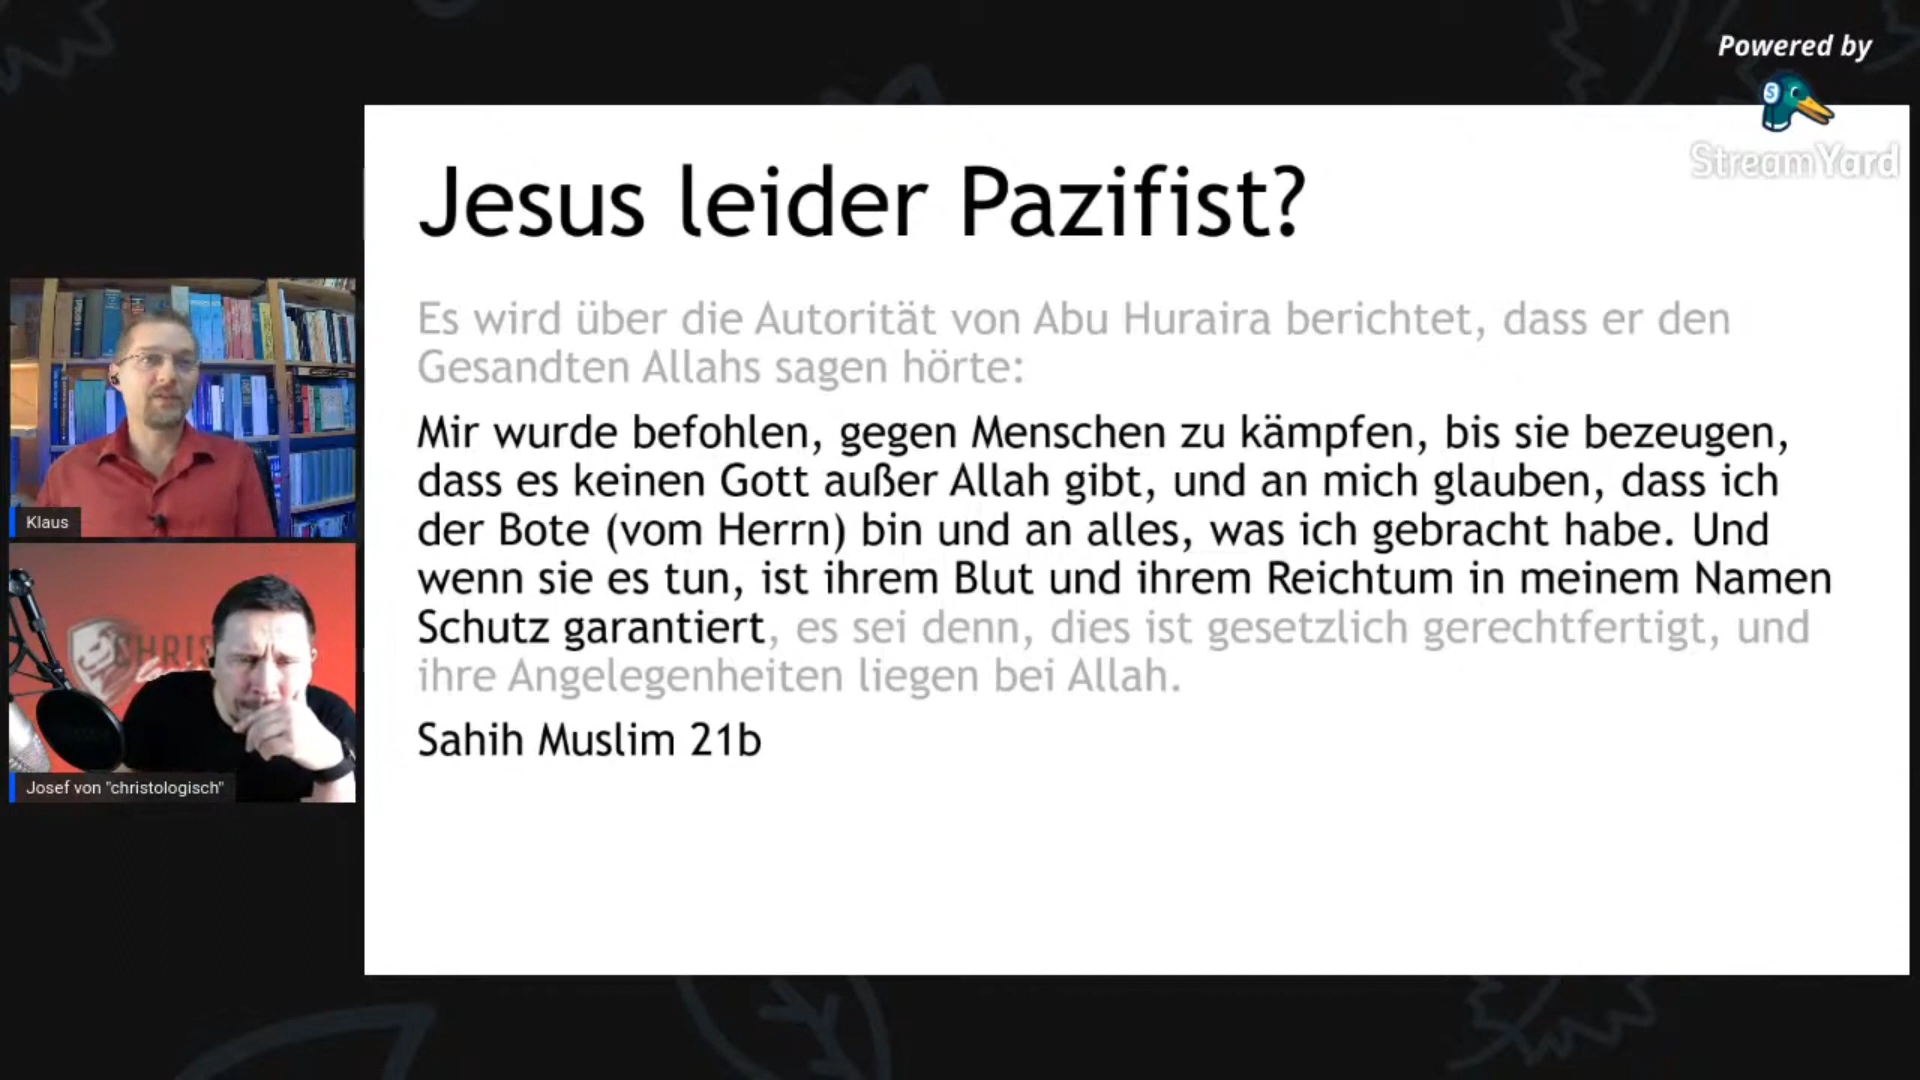 Powered by
StreamYard
Jesus leider Pazifist?
Es wird über die Autorität von Abu Huraira berichtet, dass er den
Gesandten Allahs sagen hörte:
Mir wurde befohlen, gegen Menschen zu kämpfen, bis sie bezeugen,
dass es keinen Gott außer Allah gibt, und an mich glauben, dass ich
der Bote (vom Herrn) bin und an alles, was ich gebracht habe. Und
wenn sie es tun, ist ihrem Blut und ihrem Reichtum in meinem Namen
Schutz garantiert, es sei denn, dies ist gesetzlich gerechtfertigt, und
ihre Angelegenheiten liegen bei Allah.
Sahih Muslim 21b
Klaus
CHRIS
Josef von "christologisch"